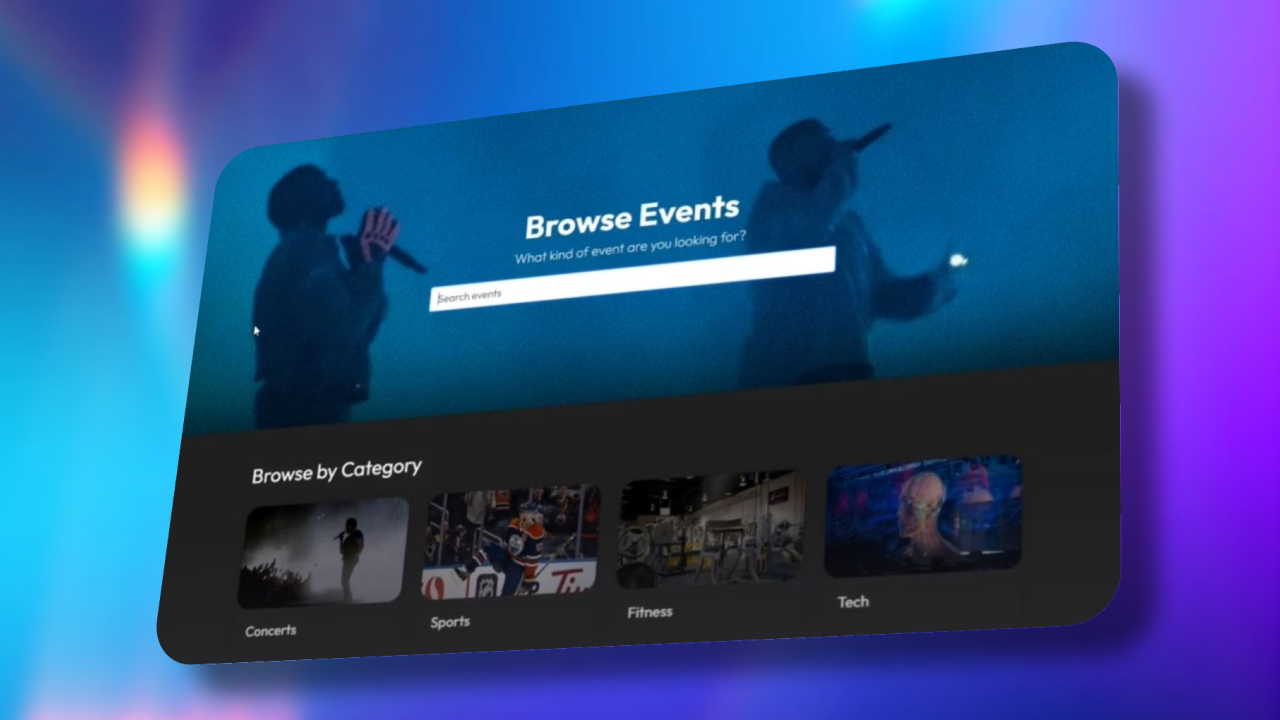 Browse Events
What kind of event are you looking for?
Search events
Browse by Category
Concerts
Sports
Fitness
Tech